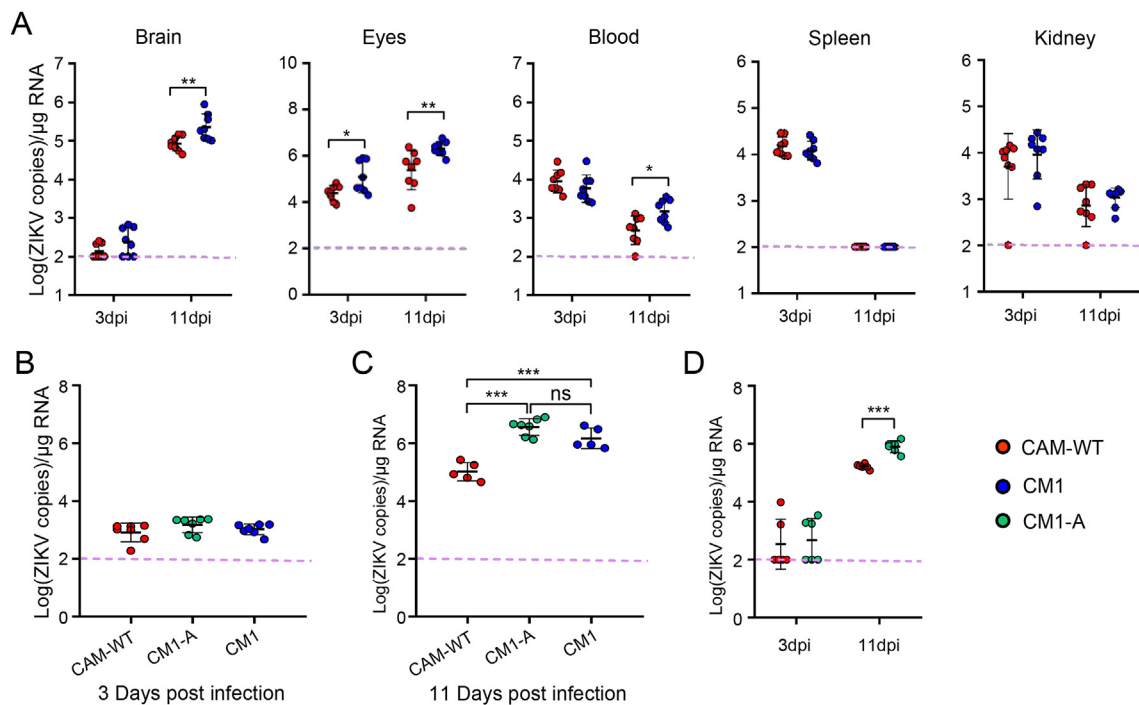 A
Brain
Eyes
Blood
Spleen
Kidney
Log(ZIKV copies)/µg RNA
7
6
5
4
3
2
1
**
3dpi
11dpi
10
8
6
4
2
0
*
**
3dpi
11dpi
7
6
5
4
3
2
1
*
3dpi
11dpi
6
5
4
3
2
1
3dpi
11dpi
6
5
4
3
2
1
3dpi
11dpi
B
Log(ZIKV copies)/µg RNA
8
6
4
2
0
CAM-WT
CM1-A
CM1
3 Days post infection
C
Log(ZIKV copies)/µg RNA
8
6
4
2
0
***
***
ns
CAM-WT
CM1-A
CM1
11 Days post infection
D
Log(ZIKV copies)/µg RNA
8
6
4
2
0
***
3dpi
11dpi
CAM-WT
CM1
CM1-A